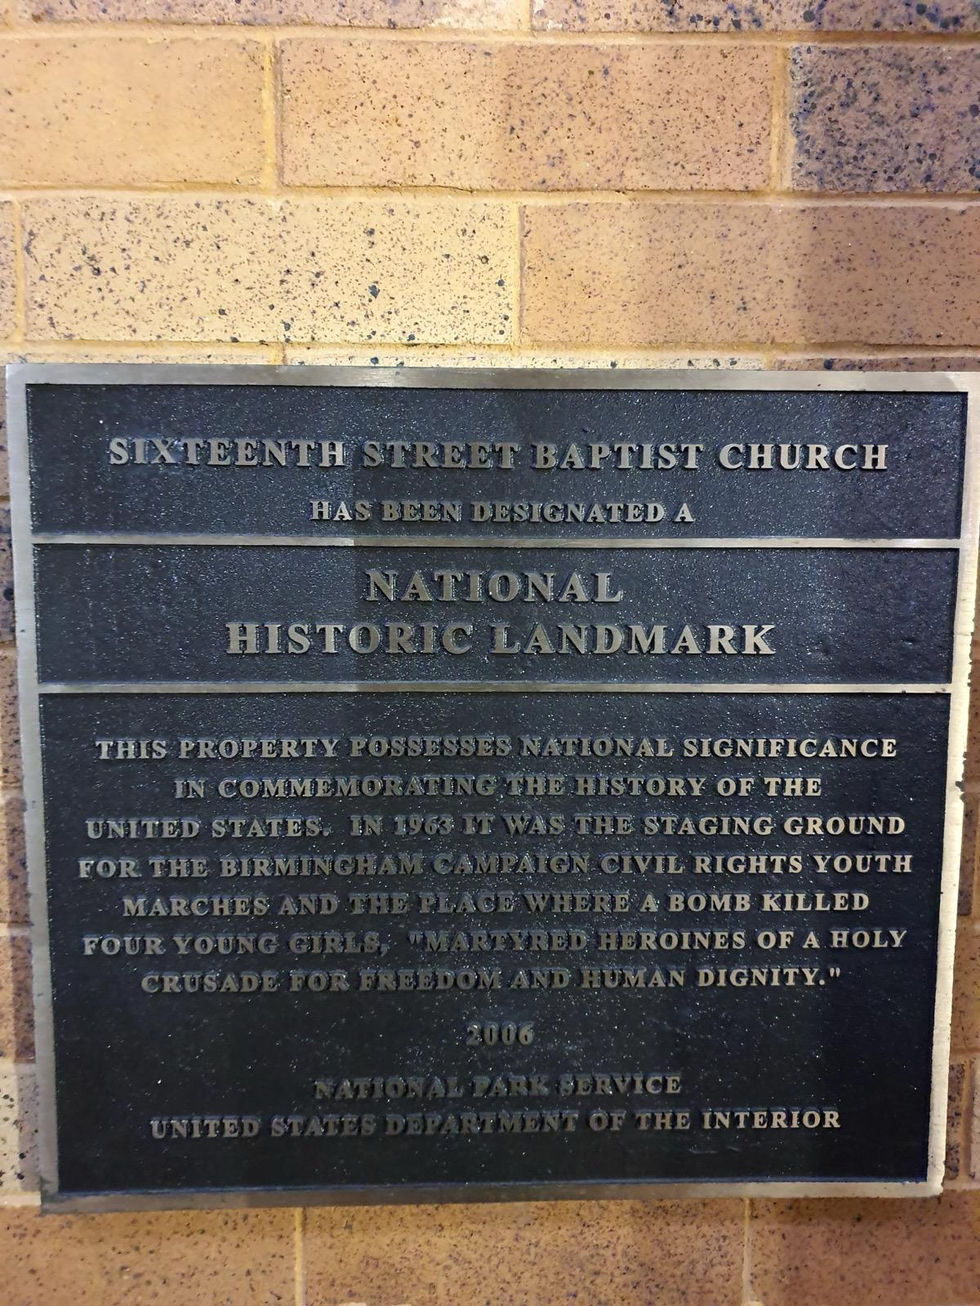 SIXTEENTH STREET BAPTIST CHURCH
HAS BEEN DESIGNATED A
NATIONAL
HISTORIC LANDMARK
THIS PROPERTY POSSESSES NATIONAL SIGNIFICANCE
IN COMMEMORATING THE HISTORY OF THE
UNITED STATES. IN 1963 IT WAS THE STAGING GROUND
FOR THE BIRMINGHAM CAMPAIGN CIVIL RIGHTS YOUTH
MARCHES AND THE PLACE WHERE A BOMB KILLED
FOUR YOUNG GIRLS, "MARTYRED HEROINES OF A HOLY
CRUSADE FOR FREEDOM AND HUMAN DIGNITY."
2006
NATIONAL PARK SERVICE
UNITED STATES DEPARTMENT OF THE INTERIOR